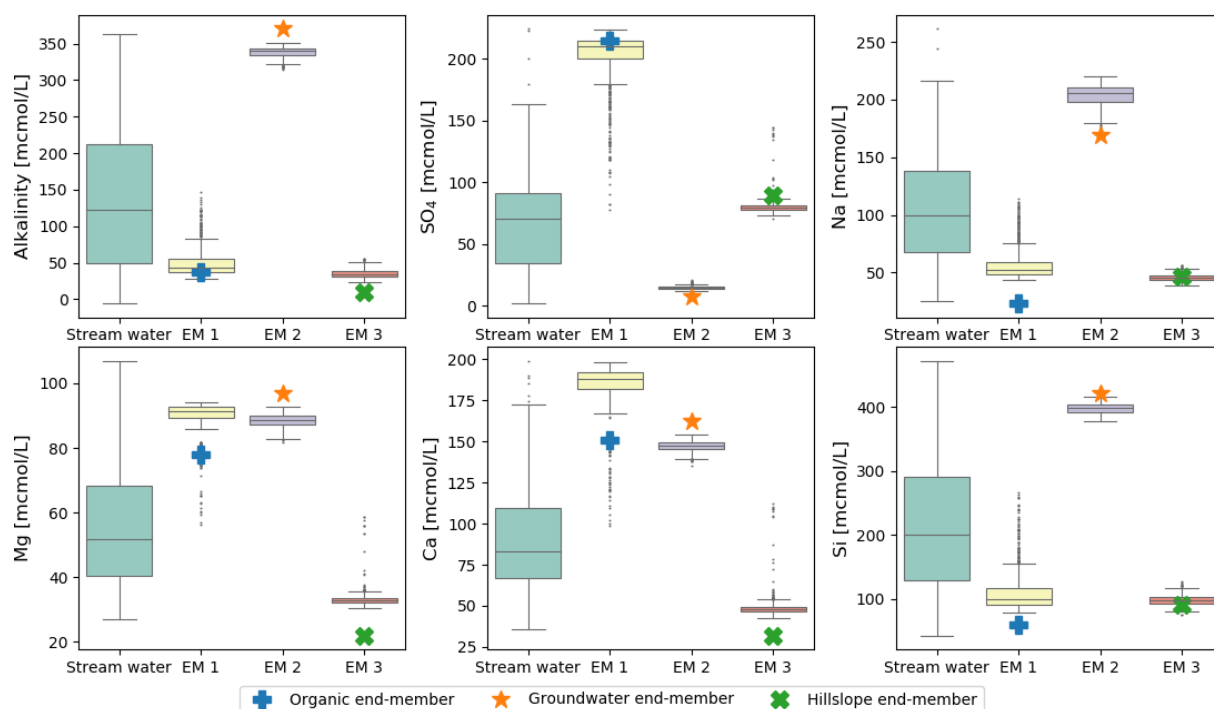 Alkalinity [mcmol/L]
350
300
250
200
150
100
50
0
Stream water EM 1 EM 2 EM 3
SO4 [mcmol/L]
200
150
100
50
0
Stream water EM 1 EM 2 EM 3
Na [mcmol/L]
250
200
150
100
50
Stream water EM 1 EM 2 EM 3
Mg [mcmol/L]
100
80
60
40
20
Stream water EM 1 EM 2 EM 3
Ca [mcmol/L]
200
175
150
125
100
75
50
25
Stream water EM 1 EM 2 EM 3
Si [mcmol/L]
400
300
200
100
Stream water EM 1 EM 2 EM 3
Organic end-member Groundwater end-member Hillslope end-member